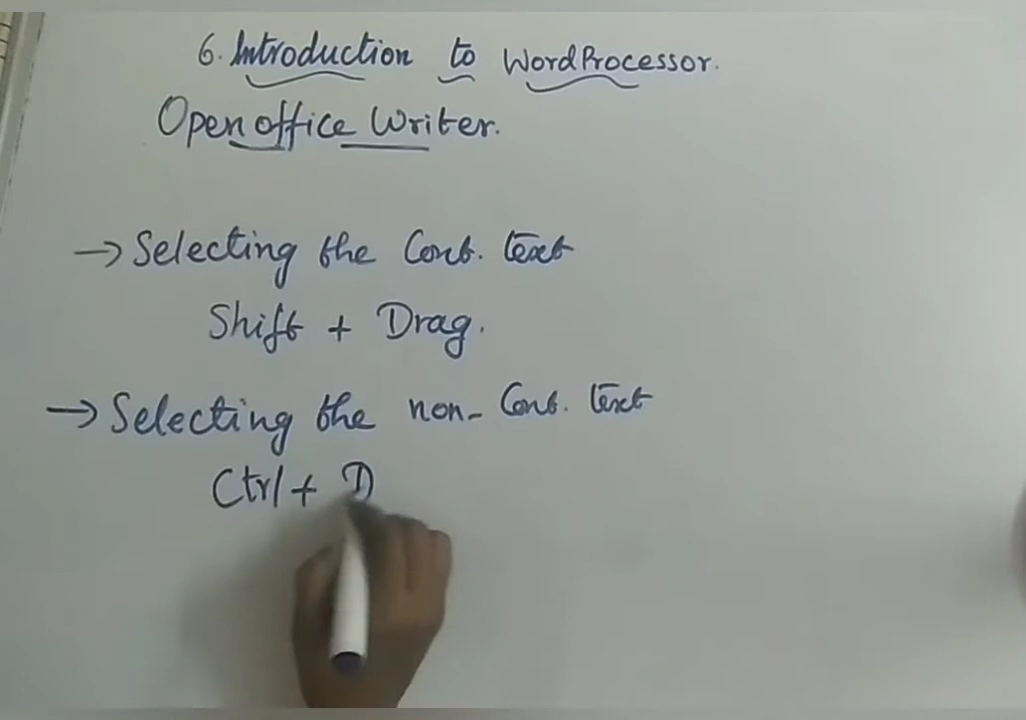 6. Introduction to Word Processor.
Open office Writer.
→ Selecting the Cont. text
Shift + Drag.
→ Selecting the non- Cont. text
Ctrl + D